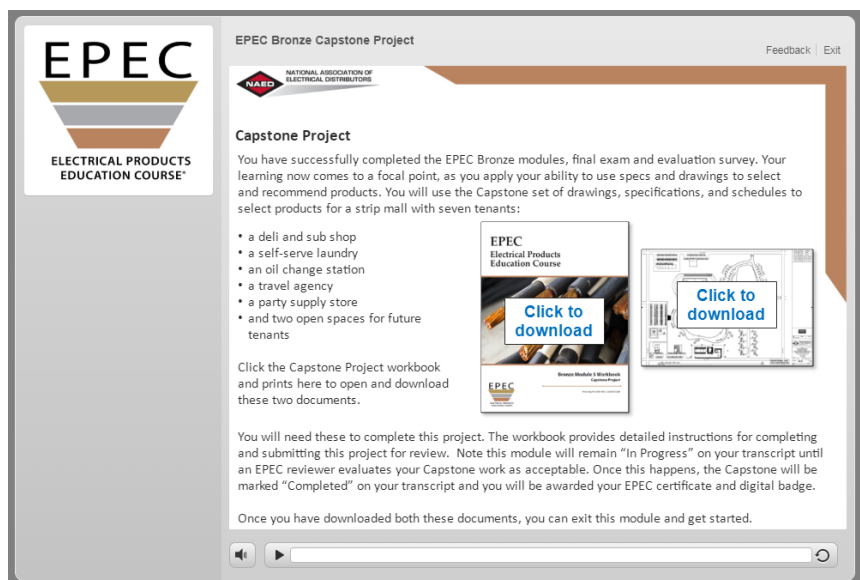 EPEC
ELECTRICAL PRODUCTS
EDUCATION COURSE
EPEC Bronze Capstone Project
Feedback
Exit
NAED
NATIONAL ASSOCIATION OF
ELECTRICAL DISTRIBUTORS
Capstone Project
You have successfully completed the EPEC Bronze modules, final exam and evaluation survey. Your
learning now comes to a focal point, as you apply your ability to use specs and drawings to select
and recommend products. You will use the Capstone set of drawings, specifications, and schedules to
select products for a strip mall with seven tenants:
• a deli and sub shop
• a self-serve laundry
• an oil change station
• a travel agency
• a party supply store
• and two open spaces for future
tenants
Click the Capstone Project workbook
and prints here to open and download
these two documents.
EPEC
Electrical Products
Education Course
Click to
download
Bronze Module 5 Workbook
Capstone Project
EPEC
Click to
download
You will need these to complete this project. The workbook provides detailed instructions for completing
and submitting this project for review.  Note this module will remain “In Progress” on your transcript until
an EPEC reviewer evaluates your Capstone work as acceptable. Once this happens, the Capstone will be
marked “Completed” on your transcript and you will be awarded your EPEC certificate and digital badge.
Once you have downloaded both these documents, you can exit this module and get started.